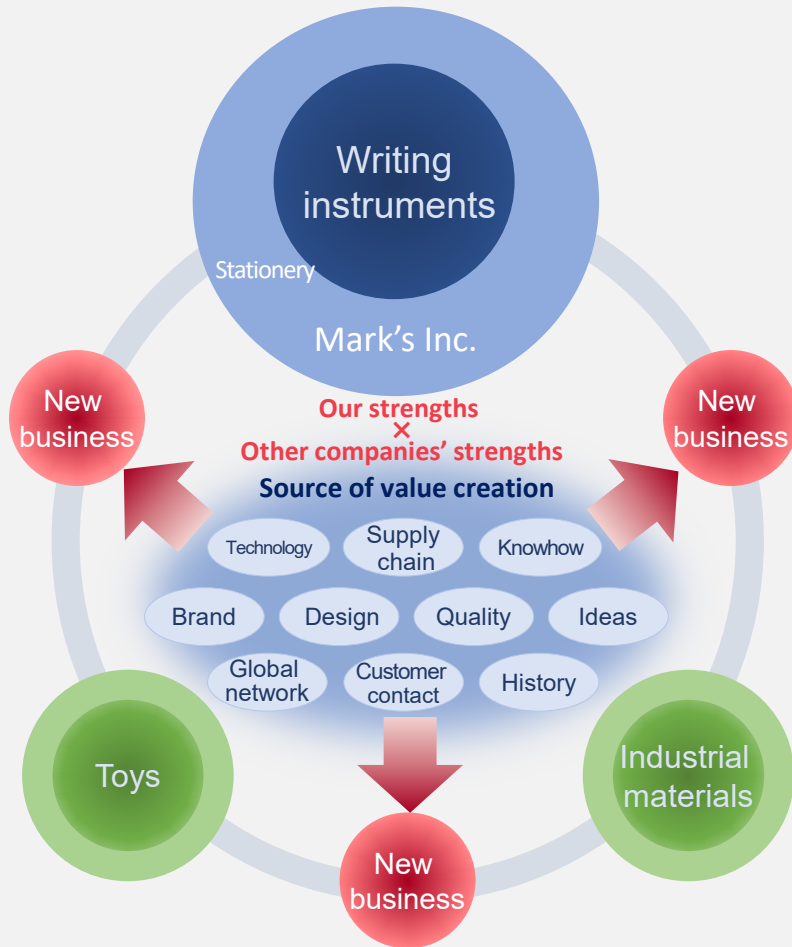 Writing
instruments
Stationery
Mark's Inc.
New
business
New
business
Our strengths
×
Other companies' strengths
Source of value creation
Technology
Supply
chain
Knowhow
Brand
Design
Quality
Ideas
Global
network
Customer
contact
History
Toys
Industrial
materials
New
business